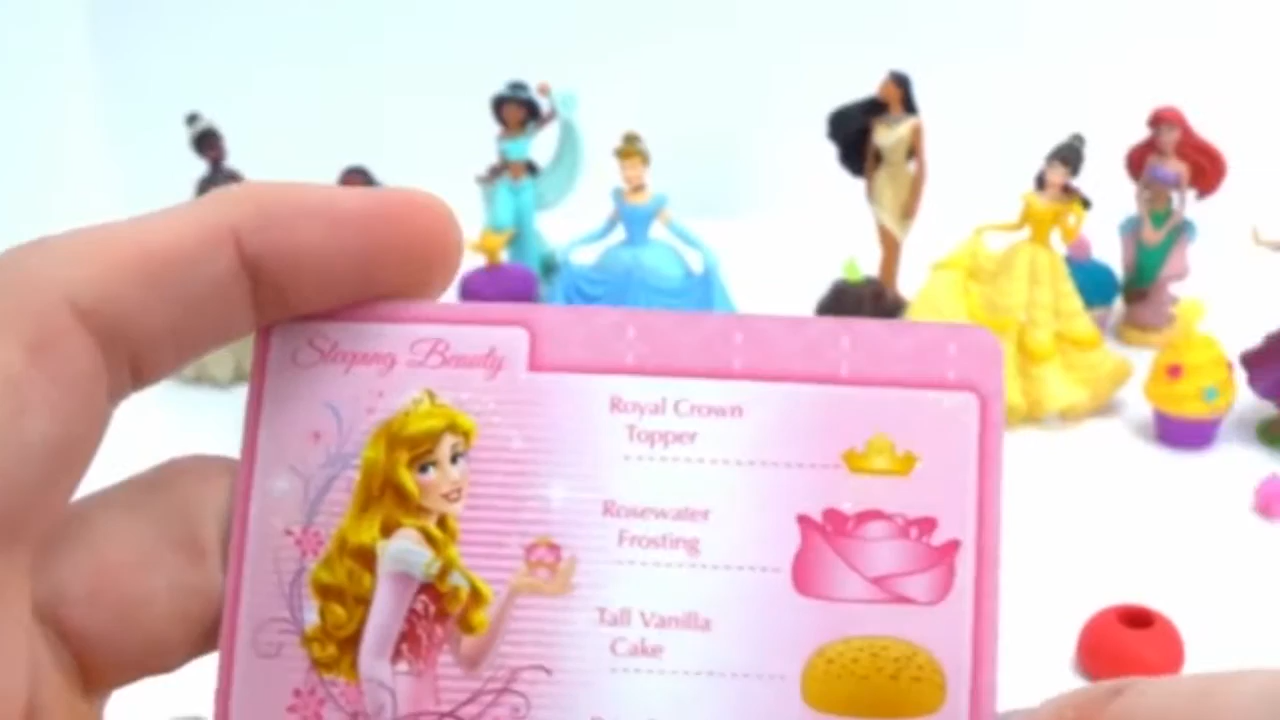 Sleeping Beauty
Royal Crown
Topper
Rosewater
Frosting
Tall Vanilla
Cake